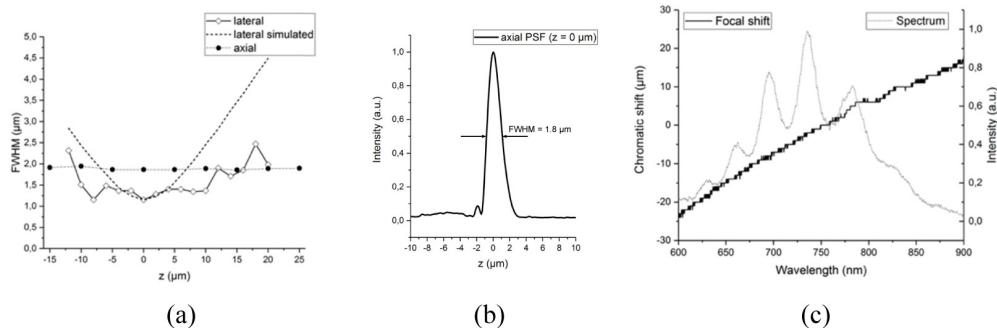 lateral
lateral simulated
axial
5,0
4,5
4,0
3,5
3,0
2,5
2,0
1,5
1,0
0,5
0,0
FWHM (µm)
-15 -10 -5 0 5 10 15 20 25
z (µm)
(a)
axial PSF (z = 0 µm)
1,0
0,8
0,6
0,4
0,2
0,0
Intensity (a.u.)
FWHM = 1.8 µm
-10 -8 -6 -4 -2 0 2 4 6 8 10
z (µm)
(b)
Focal shift
Spectrum
30
20
10
0
-10
-20
-30
Chromatic shift (µm)
1,0
0,8
0,6
0,4
0,2
0,0
Intensity (a.u.)
600 650 700 750 800 850 900
Wavelength (nm)
(c)